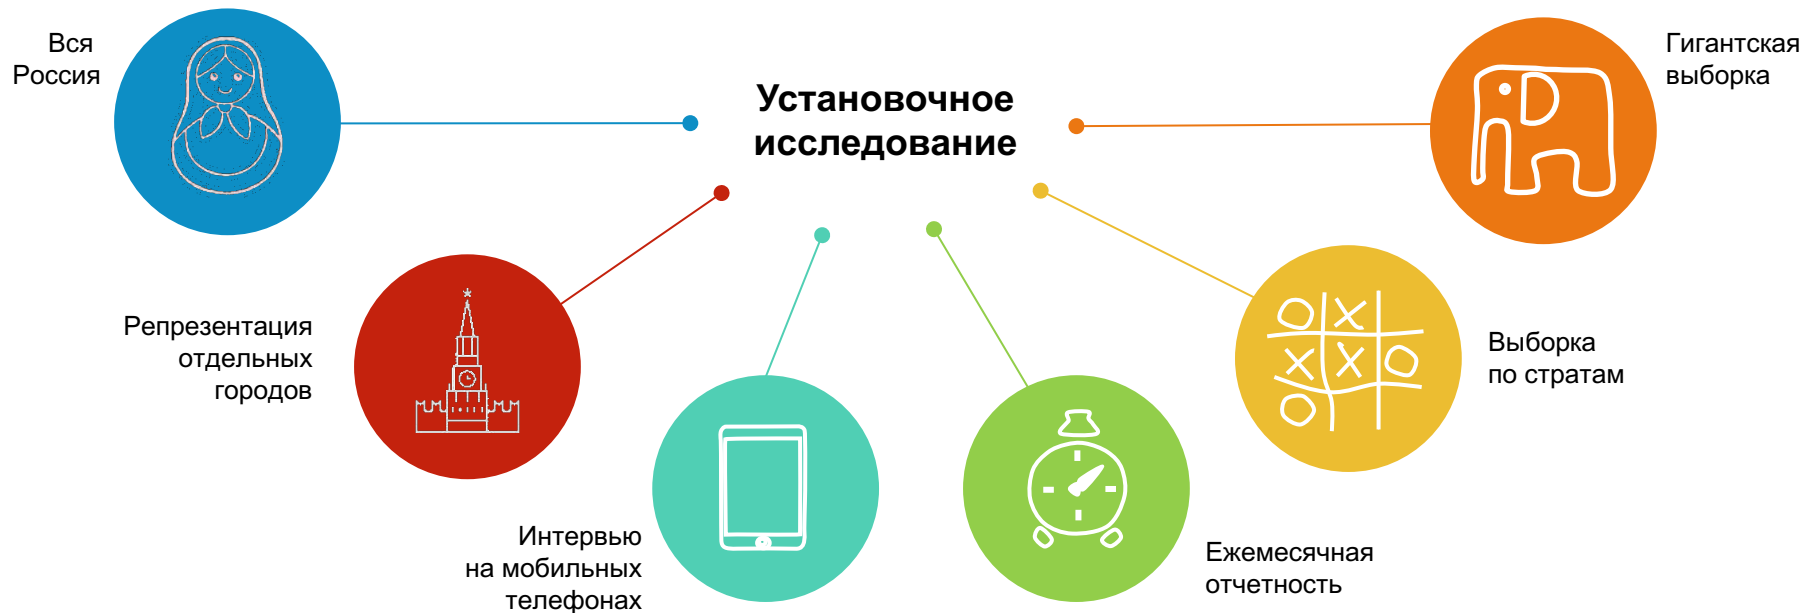 Вся
Россия
Установочное
исследование
Гигантская
выборка
Репрезентация
отдельных
городов
Выборка
по стратам
Интервью
на мобильных
телефонах
Ежемесячная
отчетность